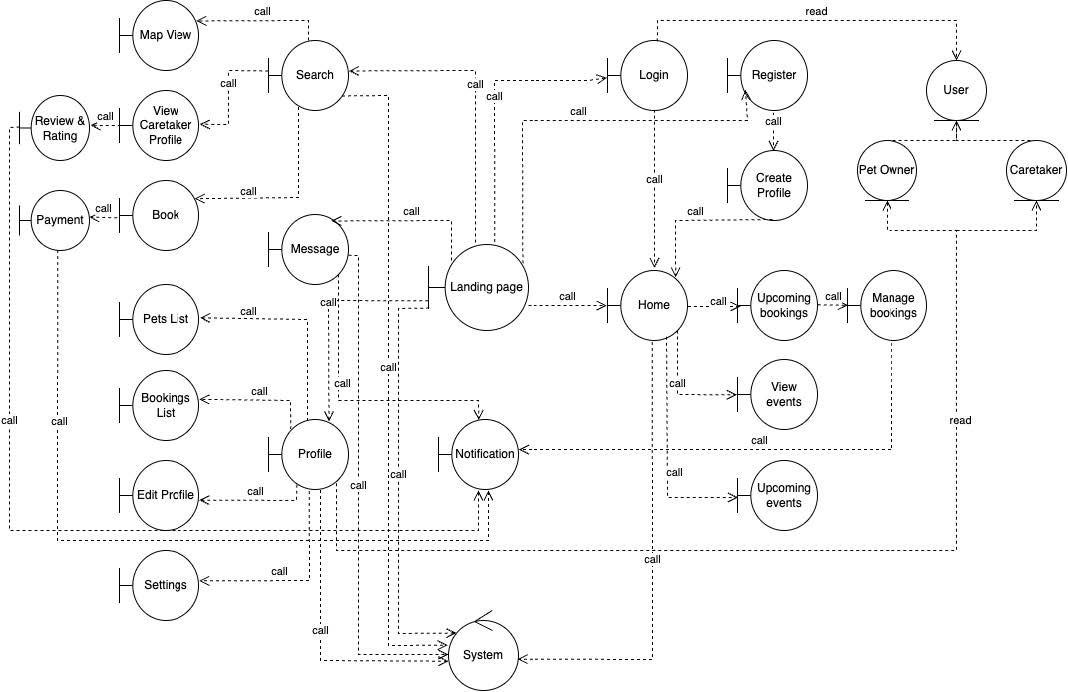 call
read
Map View
Search
call
call
call
Login
Register
User
View
Caretaker
Profile
call
Review &
Rating
call
call
Pet Owner
Caretaker
call
Create
Profile
call
Book
call
Payment
call
call
Message
Landing page
call
Home
call
Upcoming
bookings
call
Manage
bookings
call
call
Pets List
call
call
call
View
events
Bookings
List
call
call
call
read
Profile
Notification
call
call
call
call
Edit Profile
call
Upcoming
events
call
Settings
call
call
System